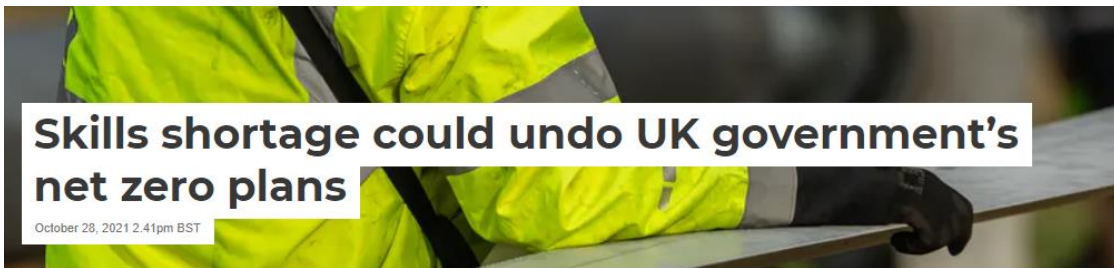 Skills shortage could undo UK government’s
net zero plans
October 28, 2021 2.41pm BST